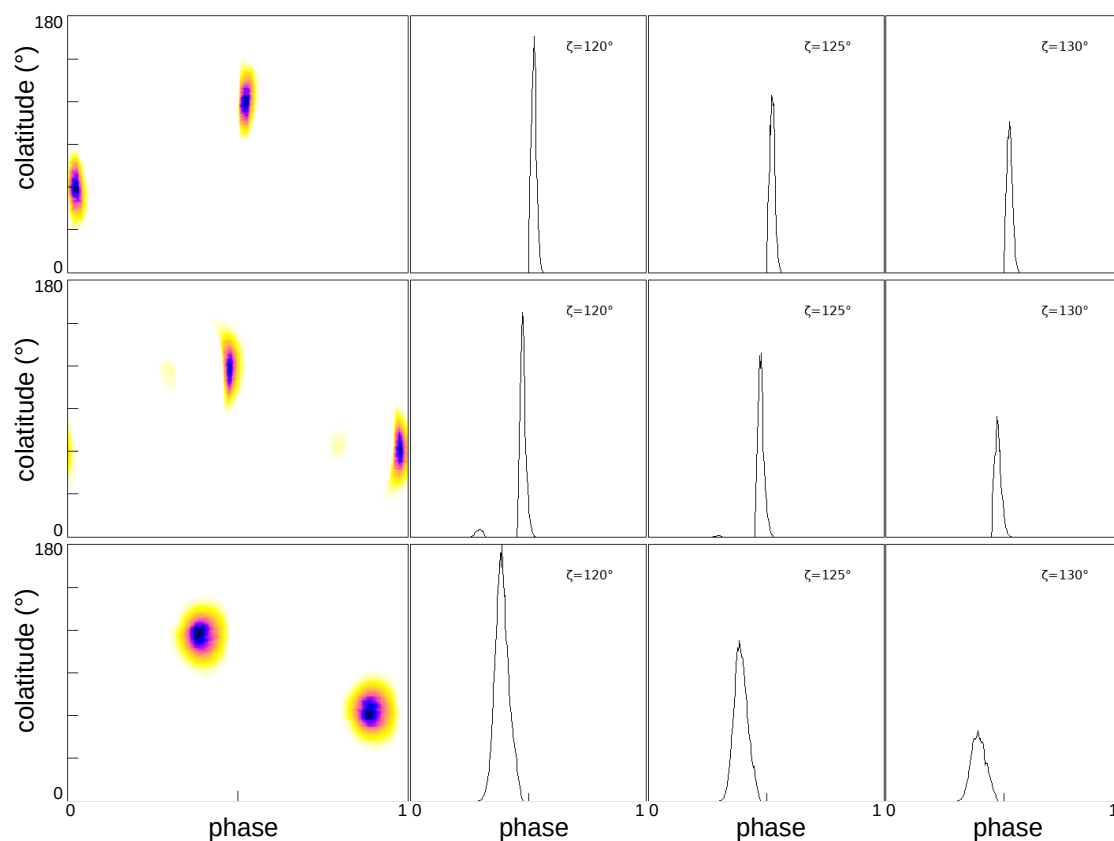 180
colatitude (°)
0
ζ=120°
ζ=125°
ζ=130°
180
colatitude (°)
0
ζ=120°
ζ=125°
ζ=130°
180
colatitude (°)
0
ζ=120°
ζ=125°
ζ=130°
0 1 0 1 0 1 0 1
phase phase phase phase